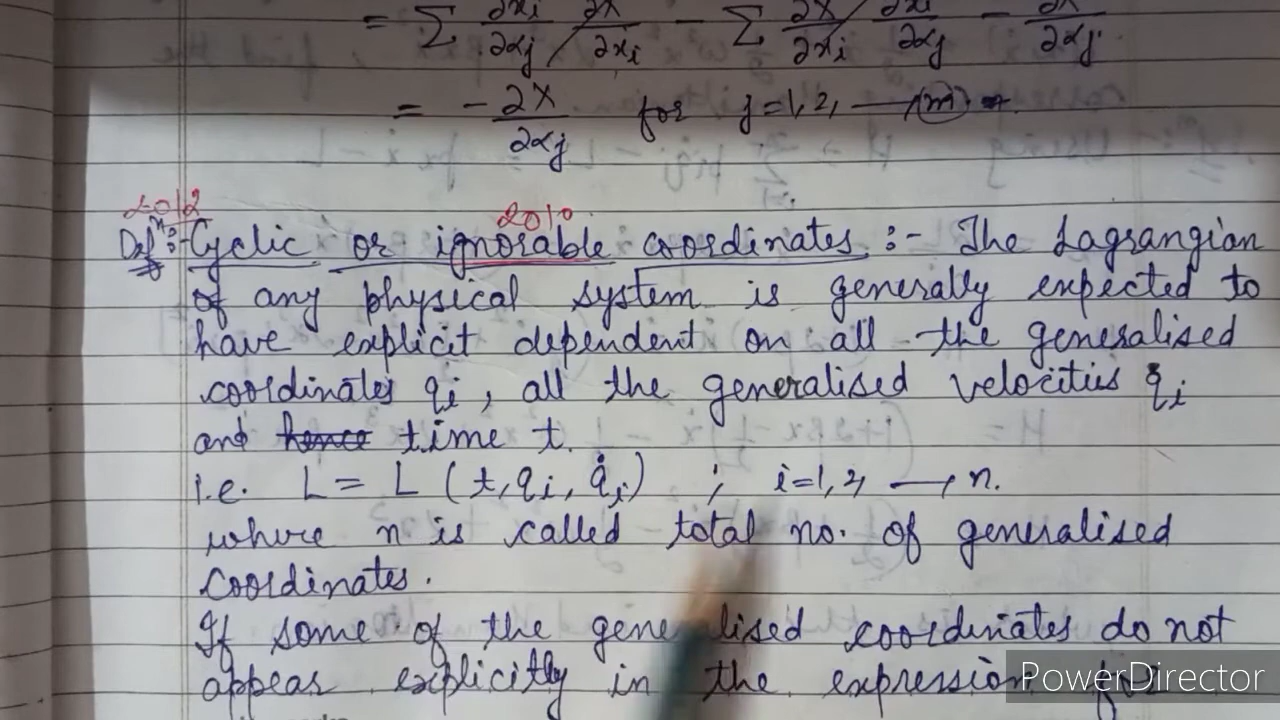 = Σ ∂xi/∂αj / ∂X/∂xi − Σ ∂X/∂xi / ∂xi/∂αj − ∂X/∂αj
= −∂X/∂αj for j=1,2, — (m)
2012 2010
Defn:- Cyclic or ignorable coordinates :- The Lagrangian
of any physical system is generally expected to
have explicit dependent on all the generalised
coordinates qi, all the generalised velocities q̇i
and hence time t.
i.e. L = L (t, qi, q̇i) ; i=1,2, — n.
where n is called total no. of generalised
coordinates.
If some of the generalised coordinates do not
appear explicitly in the expression for
PowerDirector